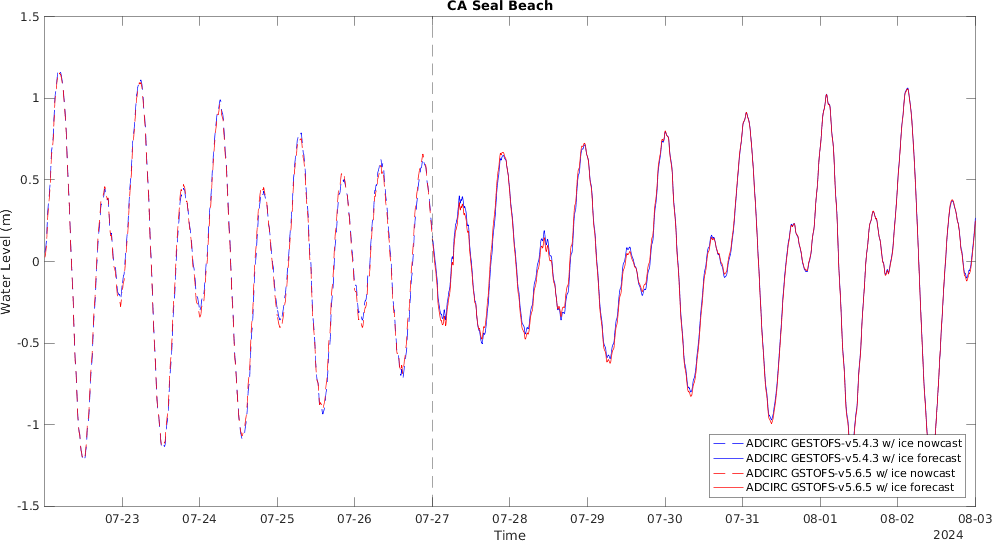 CA Seal Beach
1.5
1
0.5
0
-0.5
-1
-1.5
Water Level (m)
ADCIRC GESTOFS-v5.4.3 w/ ice nowcast
ADCIRC GESTOFS-v5.4.3 w/ ice forecast
ADCIRC GSTOFS-v5.6.5 w/ ice nowcast
ADCIRC GSTOFS-v5.6.5 w/ ice forecast
07-23 07-24 07-25 07-26 07-27 07-28 07-29 07-30 07-31 08-01 08-02 08-03
Time
2024